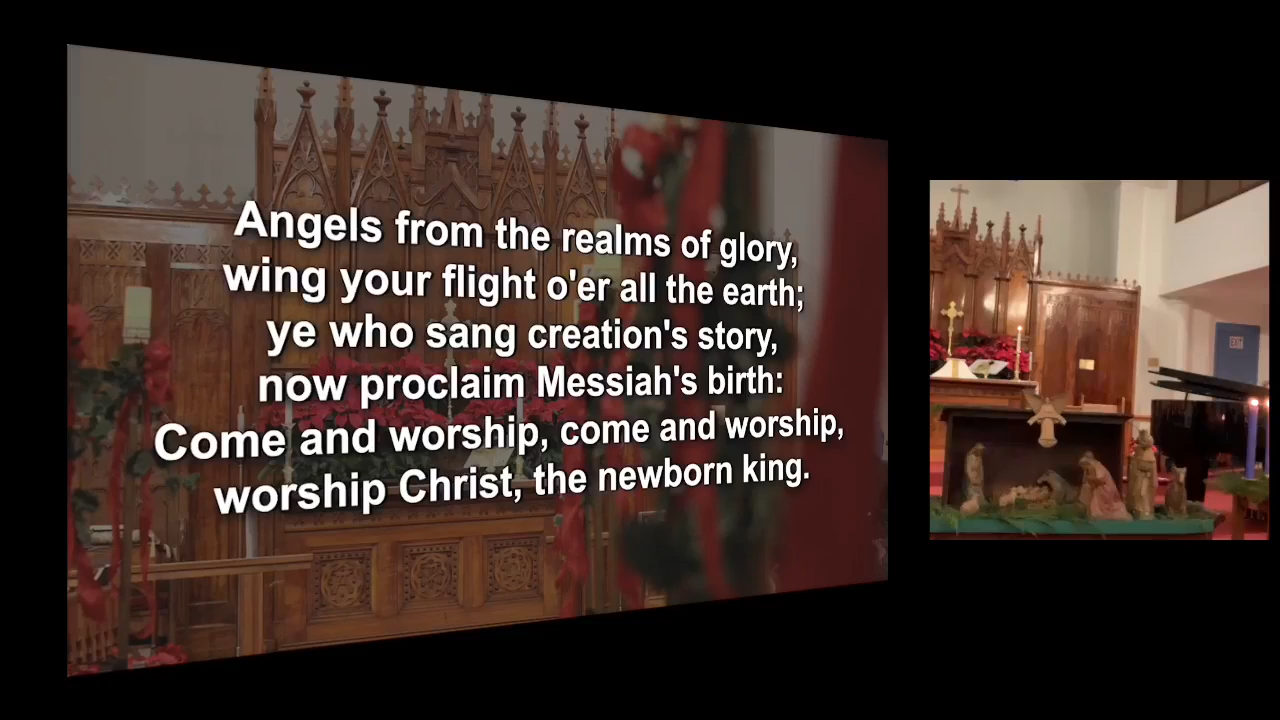 Angels from the realms of glory,
wing your flight o'er all the earth;
ye who sang creation's story,
now proclaim Messiah's birth:
Come and worship, come and worship,
worship Christ, the newborn king.